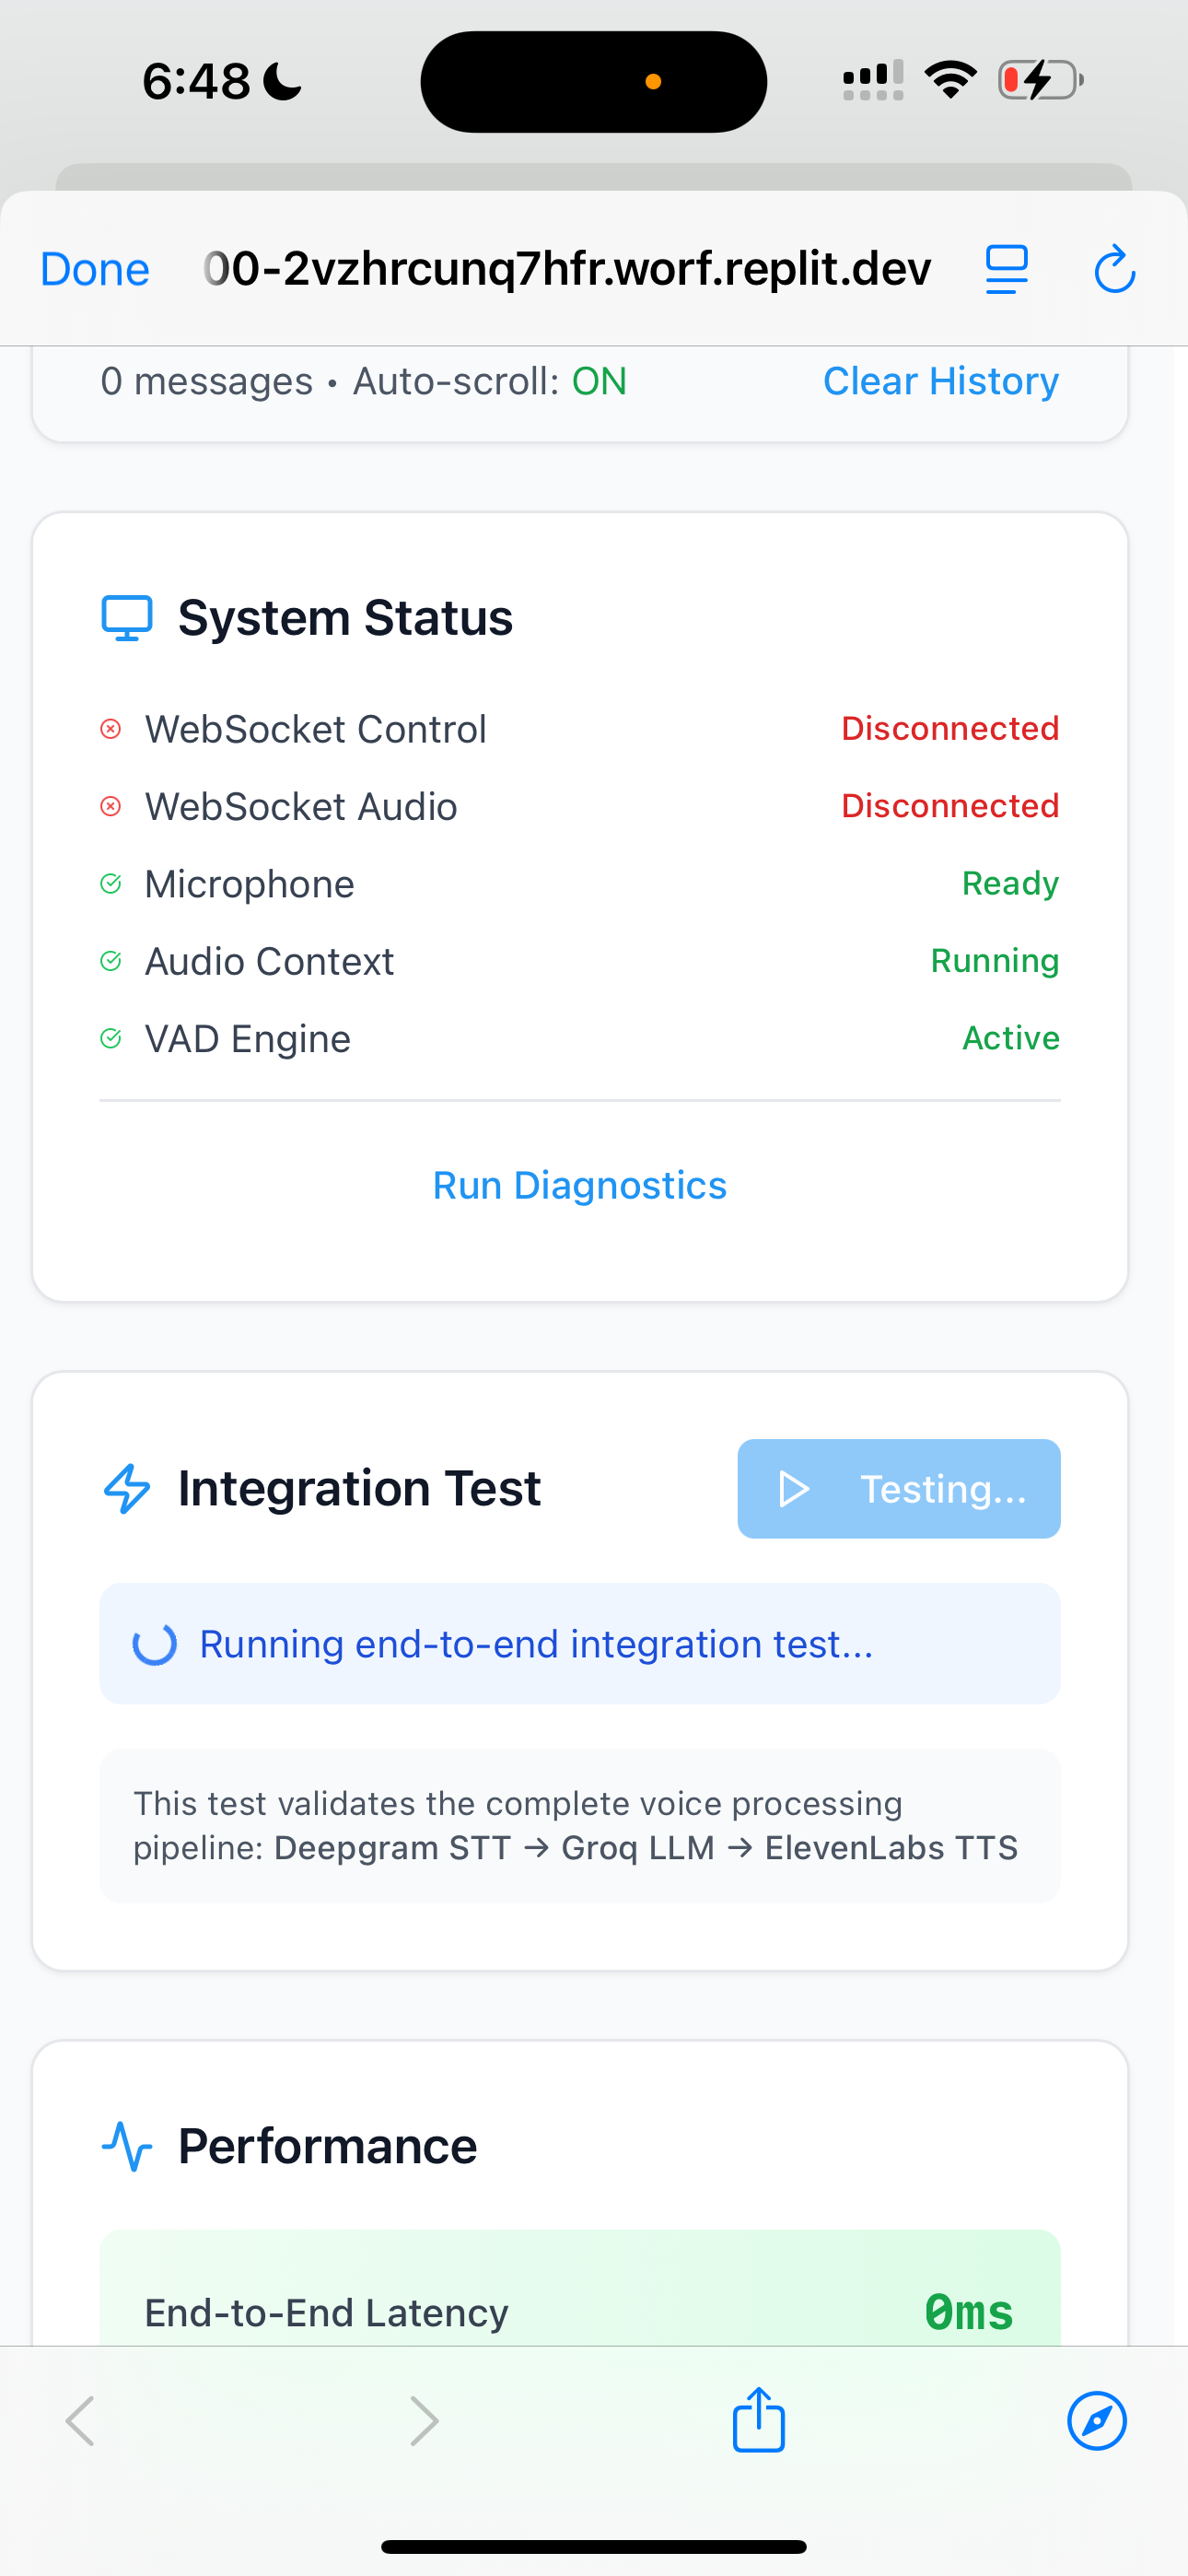 6:48
Done 00-2vzhrcunq7hfr.worf.replit.dev
0 messages • Auto-scroll: ON Clear History
System Status
WebSocket Control Disconnected
WebSocket Audio Disconnected
Microphone Ready
Audio Context Running
VAD Engine Active
Run Diagnostics
Integration Test Testing...
Running end-to-end integration test...
This test validates the complete voice processing
pipeline: Deepgram STT → Groq LLM → ElevenLabs TTS
Performance
End-to-End Latency 0ms